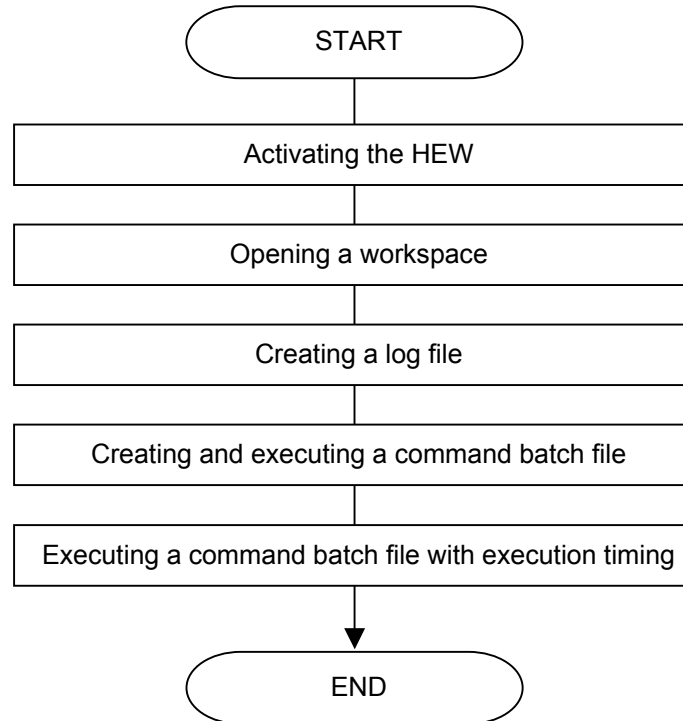 START
Activating the HEW
Opening a workspace
Creating a log file
Creating and executing a command batch file
Executing a command batch file with execution timing
END